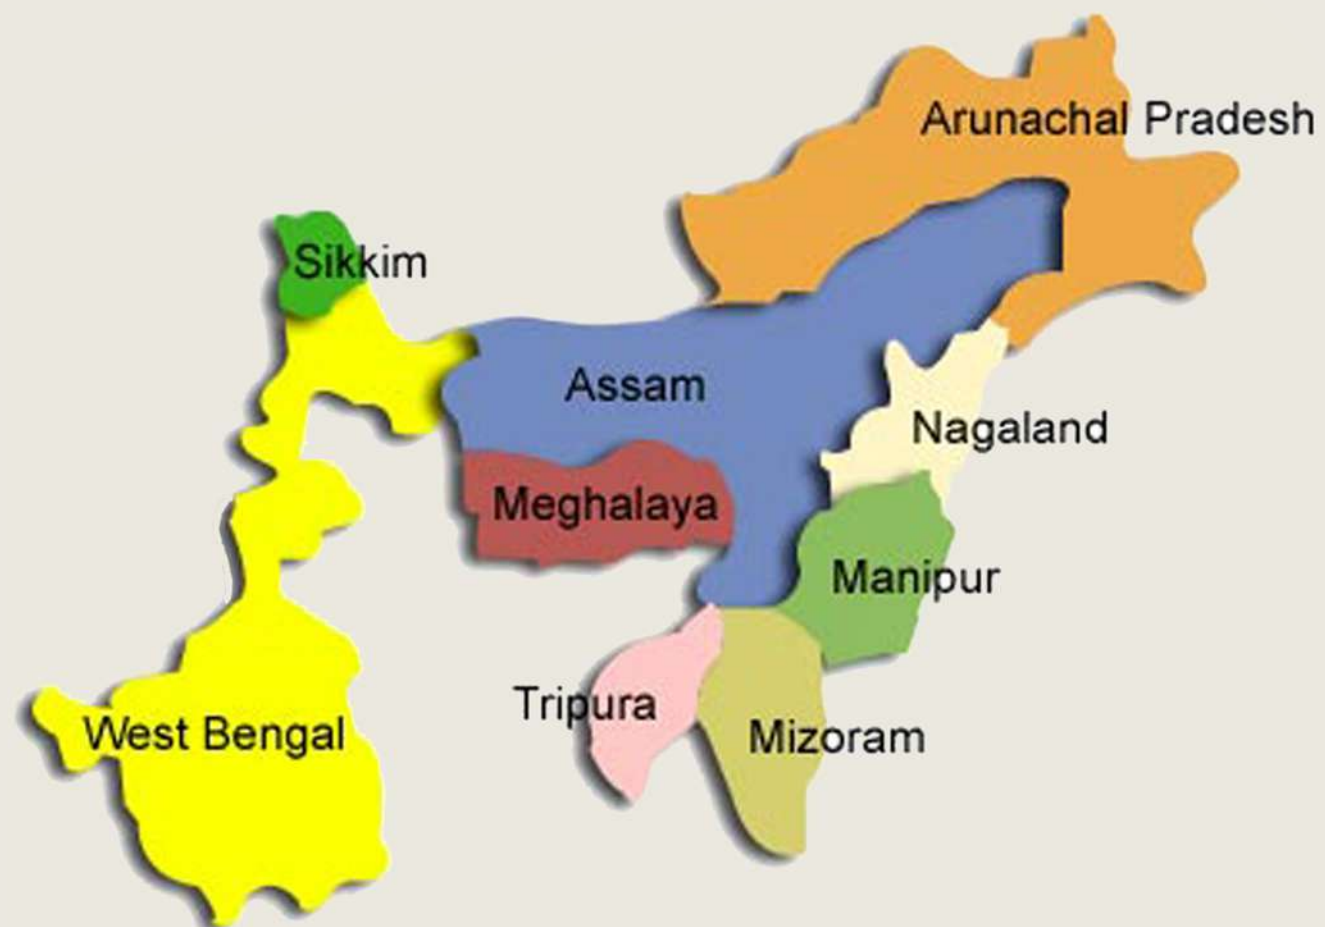 Arunachal Pradesh
Sikkim
Assam
Nagaland
Meghalaya
Manipur
Tripura
West Bengal
Mizoram